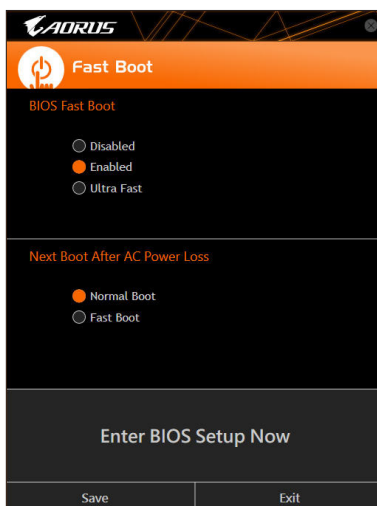 AORUS
Fast Boot
BIOS Fast Boot
Disabled
Enabled
Ultra Fast
Next Boot After AC Power Loss
Normal Boot
Fast Boot
Enter BIOS Setup Now
Save Exit